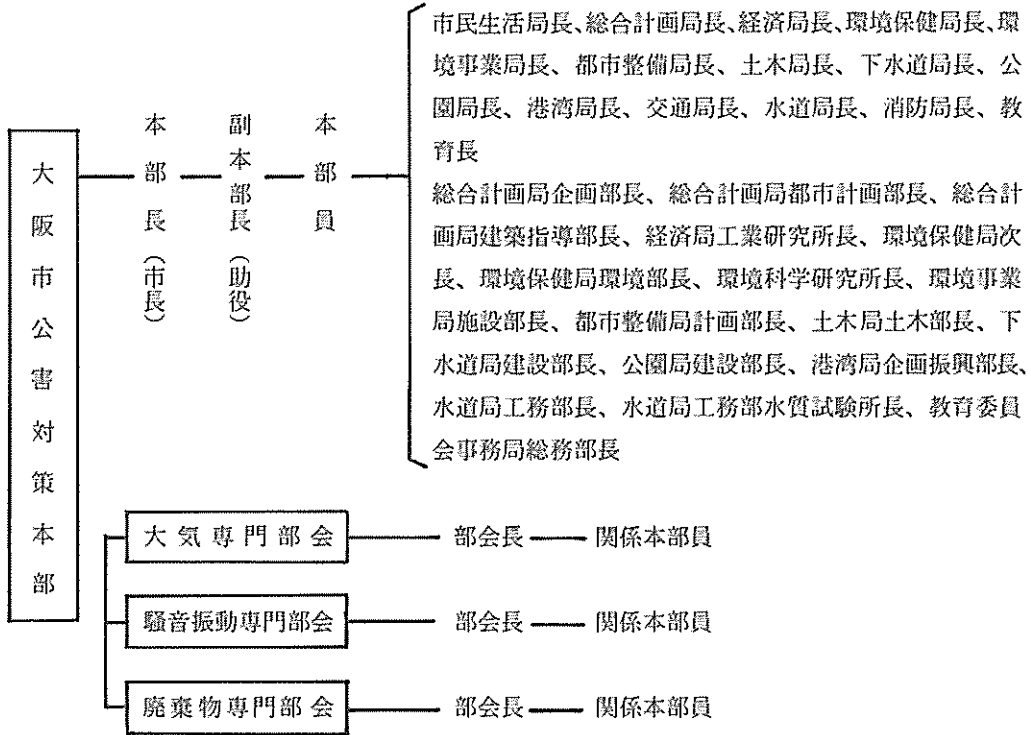 大阪市公害対策本部
本部長（市長）
副本部長（助役）
本部員
市民生活局長、総合計画局長、経済局長、環境保健局長、環
境事業局長、都市整備局長、土木局長、下水道局長、公
園局長、港湾局長、交通局長、水道局長、消防局長、教
育長
総合計画局企画部長、総合計画局都市計画部長、総合計
画局建築指導部長、経済局工業研究所長、環境保健局次
長、環境保健局環境部長、環境科学研究所長、環境事業
局施設部長、都市整備局計画部長、土木局土木部長、下
水道局建設部長、公園局建設部長、港湾局企画振興部長、
水道局工務部長、水道局工務部水質試験所長、教育委員
会事務局総務部長
大気専門部会 部会長 関係本部員
騒音振動専門部会 部会長 関係本部員
廃棄物専門部会 部会長 関係本部員